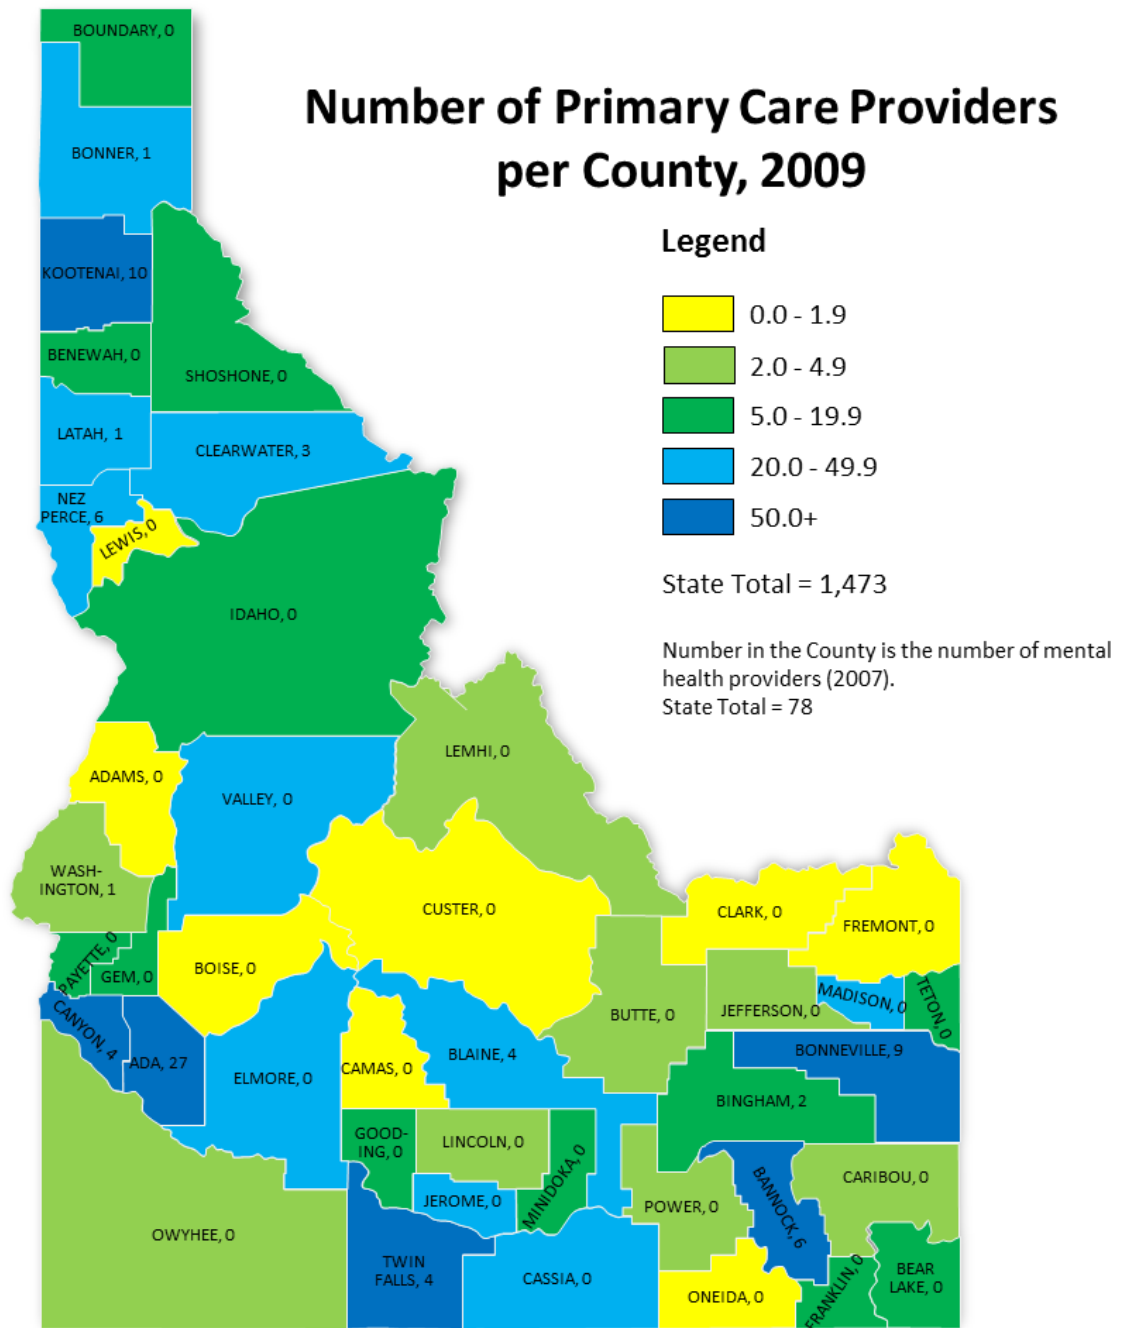 BOUNDARY, 0
Number of Primary Care Providers
per County, 2009
BONNER, 1
Legend
KOOTENAI, 10
0.0 - 1.9
BENEWAH, 0
2.0 - 4.9
SHOSHONE, 0
5.0 - 19.9
LATAH, 1
CLEARWATER, 3
20.0 - 49.9
NEZ
PERCE, 6
50.0+
LEWIS, 0
State Total = 1,473
IDAHO, 0
Number in the County is the number of mental
health providers (2007).
State Total = 78
LEMHI, 0
ADAMS, 0
VALLEY, 0
WASH-
INGTON, 1
CUSTER, 0
CLARK, 0
FREMONT, 0
PAYETTE, 0
GEM, 0
BOISE, 0
MADISON, 0
TETON, 0
BUTTE, 0
JEFFERSON, 0
CANYON, 4
ADA, 27
ELMORE, 0
CAMAS, 0
BLAINE, 4
BONNEVILLE, 9
BINGHAM, 2
GOOD-
ING, 0
LINCOLN, 0
MINIDOKA, 0
JEROME, 0
POWER, 0
BANNOCK, 6
CARIBOU, 0
OWYHEE, 0
TWIN
FALLS, 4
CASSIA, 0
ONEIDA, 0
FRANKLIN, 0
BEAR
LAKE, 0